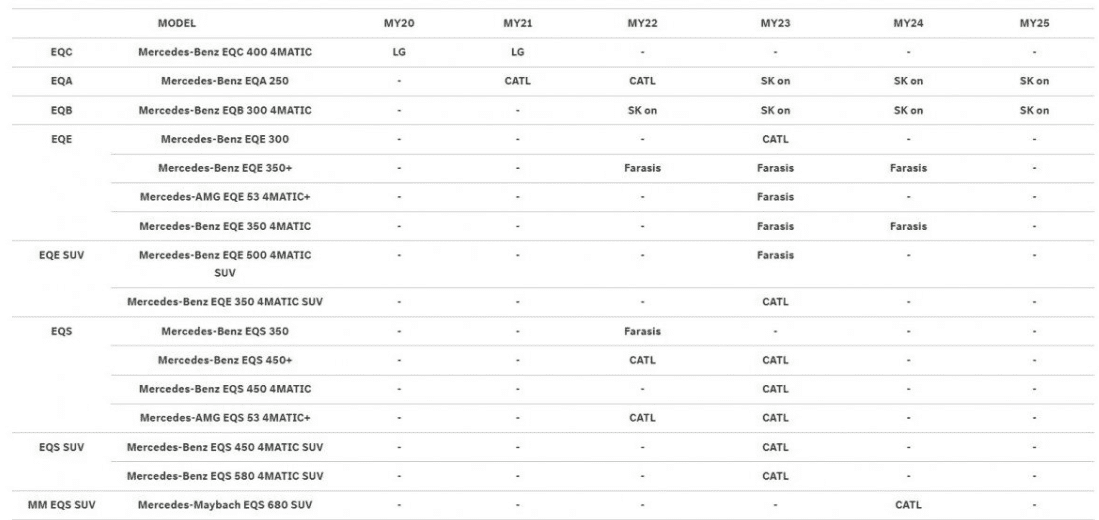 MODEL MY20 MY21 MY22 MY23 MY24 MY25
EQC Mercedes-Benz EQC 400 4MATIC LG LG - - - -
EQA Mercedes-Benz EQA 250 - CATL CATL SK on SK on SK on
EQB Mercedes-Benz EQB 300 4MATIC - - SK on SK on SK on SK on
EQE Mercedes-Benz EQE 300 - - - CATL - -
Mercedes-Benz EQE 350+ - - Farasis Farasis Farasis -
Mercedes-AMG EQE 53 4MATIC+ - - - Farasis - -
Mercedes-Benz EQE 350 4MATIC - - - Farasis Farasis -
EQE SUV Mercedes-Benz EQE 500 4MATIC - - - Farasis - -
SUV
Mercedes-Benz EQE 350 4MATIC SUV - - - CATL - -
EQS Mercedes-Benz EQS 350 - - Farasis - - -
Mercedes-Benz EQS 450+ - - CATL CATL - -
Mercedes-Benz EQS 450 4MATIC - - - CATL - -
Mercedes-AMG EQS 53 4MATIC+ - - CATL CATL - -
EQS SUV Mercedes-Benz EQS 450 4MATIC SUV - - - CATL - -
Mercedes-Benz EQS 580 4MATIC SUV - - - CATL - -
MM EQS SUV Mercedes-Maybach EQS 680 SUV - - - - CATL -